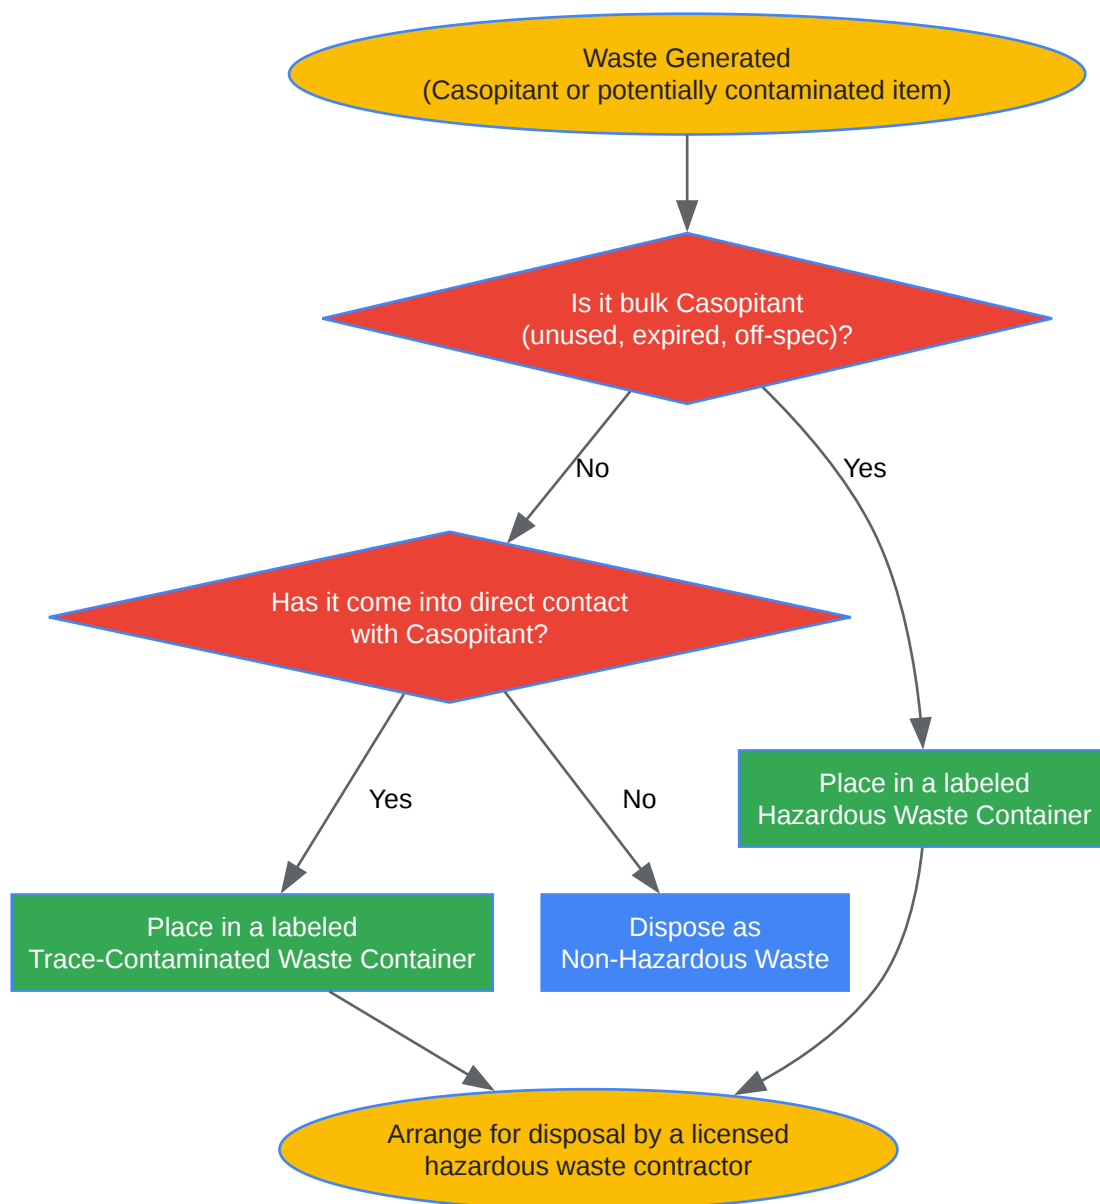 Waste Generated
(Casopitant or potentially contaminated item)
Is it bulk Casopitant
(unused, expired, off-spec)?
No
Yes
Has it come into direct contact
with Casopitant?
Place in a labeled
Hazardous Waste Container
Yes
No
Place in a labeled
Trace-Contaminated Waste Container
Dispose as
Non-Hazardous Waste
Arrange for disposal by a licensed
hazardous waste contractor